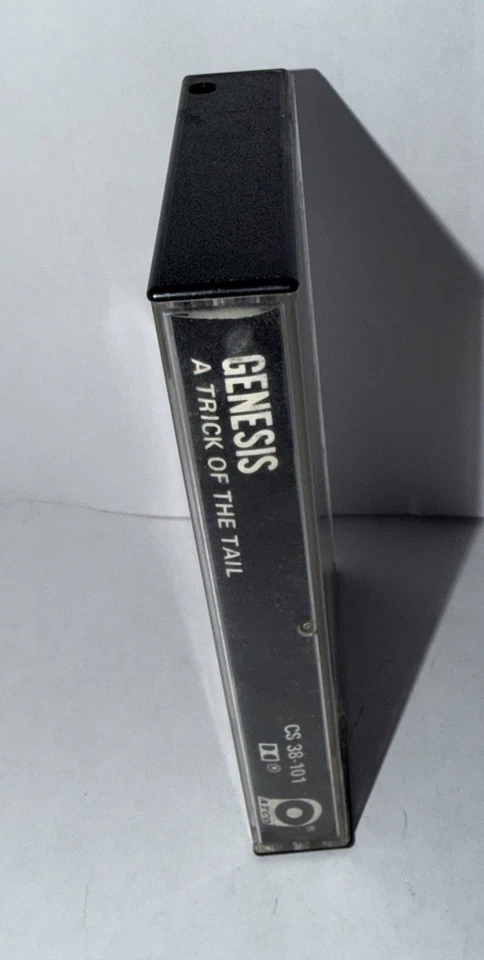 GENESIS
A TRICK OF THE TAIL
CS 38-101
®
ATCO
®